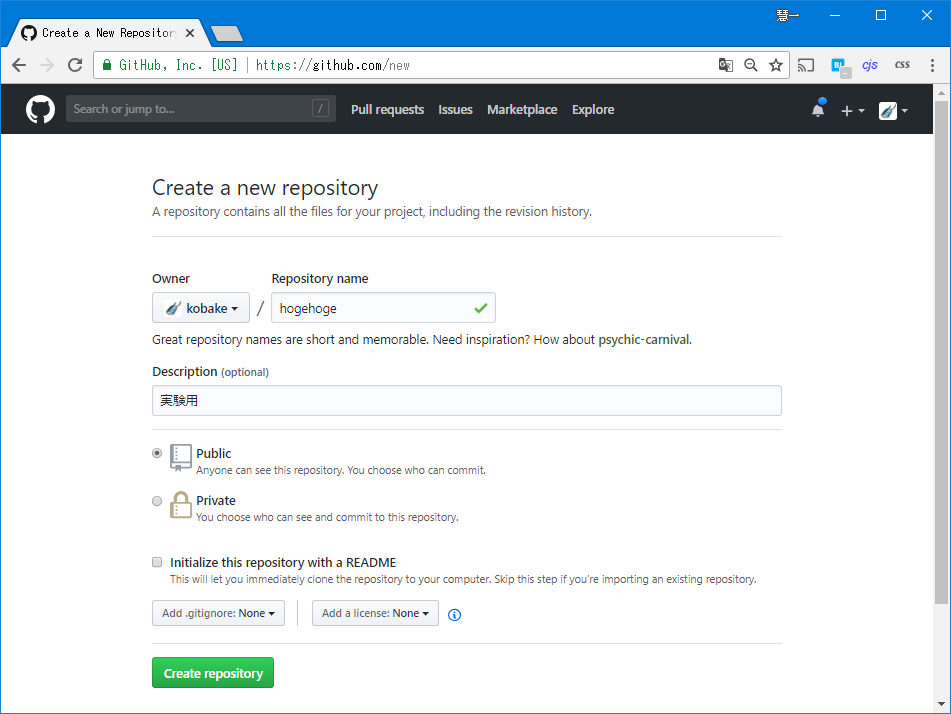 慧一
Create a New Repository
GitHub, Inc. [US] | https://github.com/new
cjs
css
Search or jump to...
/
Pull requests
Issues
Marketplace
Explore
Create a new repository
A repository contains all the files for your project, including the revision history.
Owner
Repository name
kobake
/
hogehoge
Great repository names are short and memorable. Need inspiration? How about psychic-carnival.
Description (optional)
実験用
Public
Anyone can see this repository. You choose who can commit.
Private
You choose who can see and commit to this repository.
Initialize this repository with a README
This will let you immediately clone the repository to your computer. Skip this step if you're importing an existing repository.
Add .gitignore: None
Add a license: None
Create repository